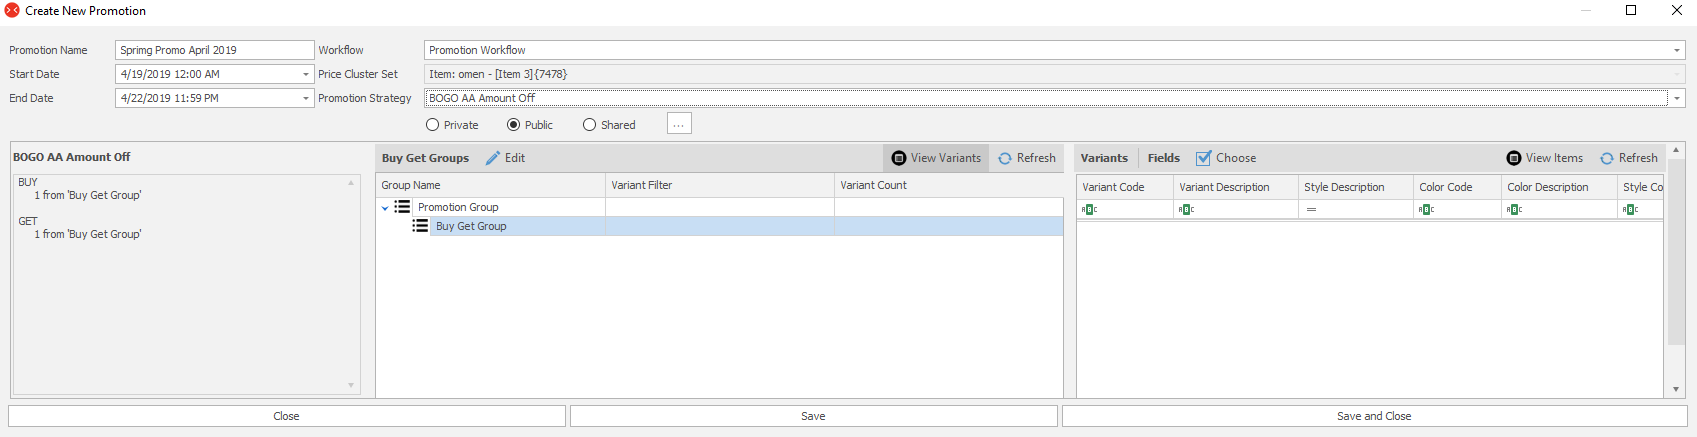 Create New Promotion
Promotion Name Sprimg Promo April 2019 Workflow Promotion Workflow
Start Date 4/19/2019 12:00 AM Price Cluster Set Item: omen - [Item 3]{7478}
End Date 4/22/2019 11:59 PM Promotion Strategy BOGO AA Amount Off
Private Public Shared ...
BOGO AA Amount Off
BUY
1 from 'Buy Get Group'
GET
1 from 'Buy Get Group'
Buy Get Groups Edit View Variants Refresh
Group Name Variant Filter Variant Count
Promotion Group
Buy Get Group
Variants Fields Choose View Items Refresh
Variant Code Variant Description Style Description Color Code Color Description Style Co
ABC ABC = ABC ABC ABC
Close Save Save and Close